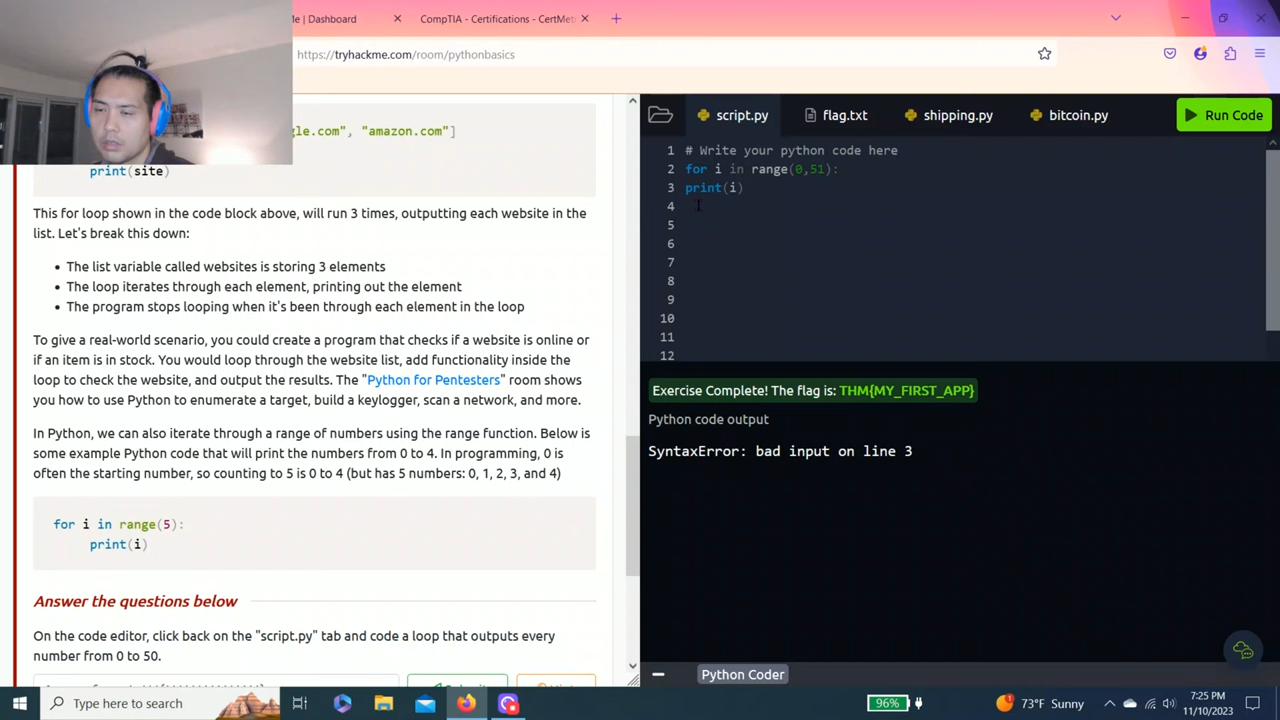 Me | Dashboard
CompTIA - Certifications - CertMet
https://tryhackme.com/room/pythonbasics
gle.com", "amazon.com"]
print(site)
This for loop shown in the code block above, will run 3 times, outputting each website in the
list. Let's break this down:
• The list variable called websites is storing 3 elements
• The loop iterates through each element, printing out the element
• The program stops looping when it's been through each element in the loop
To give a real-world scenario, you could create a program that checks if a website is online or
if an item is in stock. You would loop through the website list, add functionality inside the
loop to check the website, and output the results. The "Python for Pentesters" room shows
you how to use Python to enumerate a target, build a keylogger, scan a network, and more.
In Python, we can also iterate through a range of numbers using the range function. Below is
some example Python code that will print the numbers from 0 to 4. In programming, 0 is
often the starting number, so counting to 5 is 0 to 4 (but has 5 numbers: 0, 1, 2, 3, and 4)
for i in range(5):
print(i)
Answer the questions below
On the code editor, click back on the "script.py" tab and code a loop that outputs every
number from 0 to 50.
script.py
flag.txt
shipping.py
bitcoin.py
Run Code
1 # Write your python code here
2 for i in range(0,51):
3 print(i)
4
5
6
7
8
9
10
11
12
Exercise Complete! The flag is: THM{MY_FIRST_APP}
Python code output
SyntaxError: bad input on line 3
Python Coder
Type here to search
96%
73°F Sunny
7:25 PM
11/10/2023